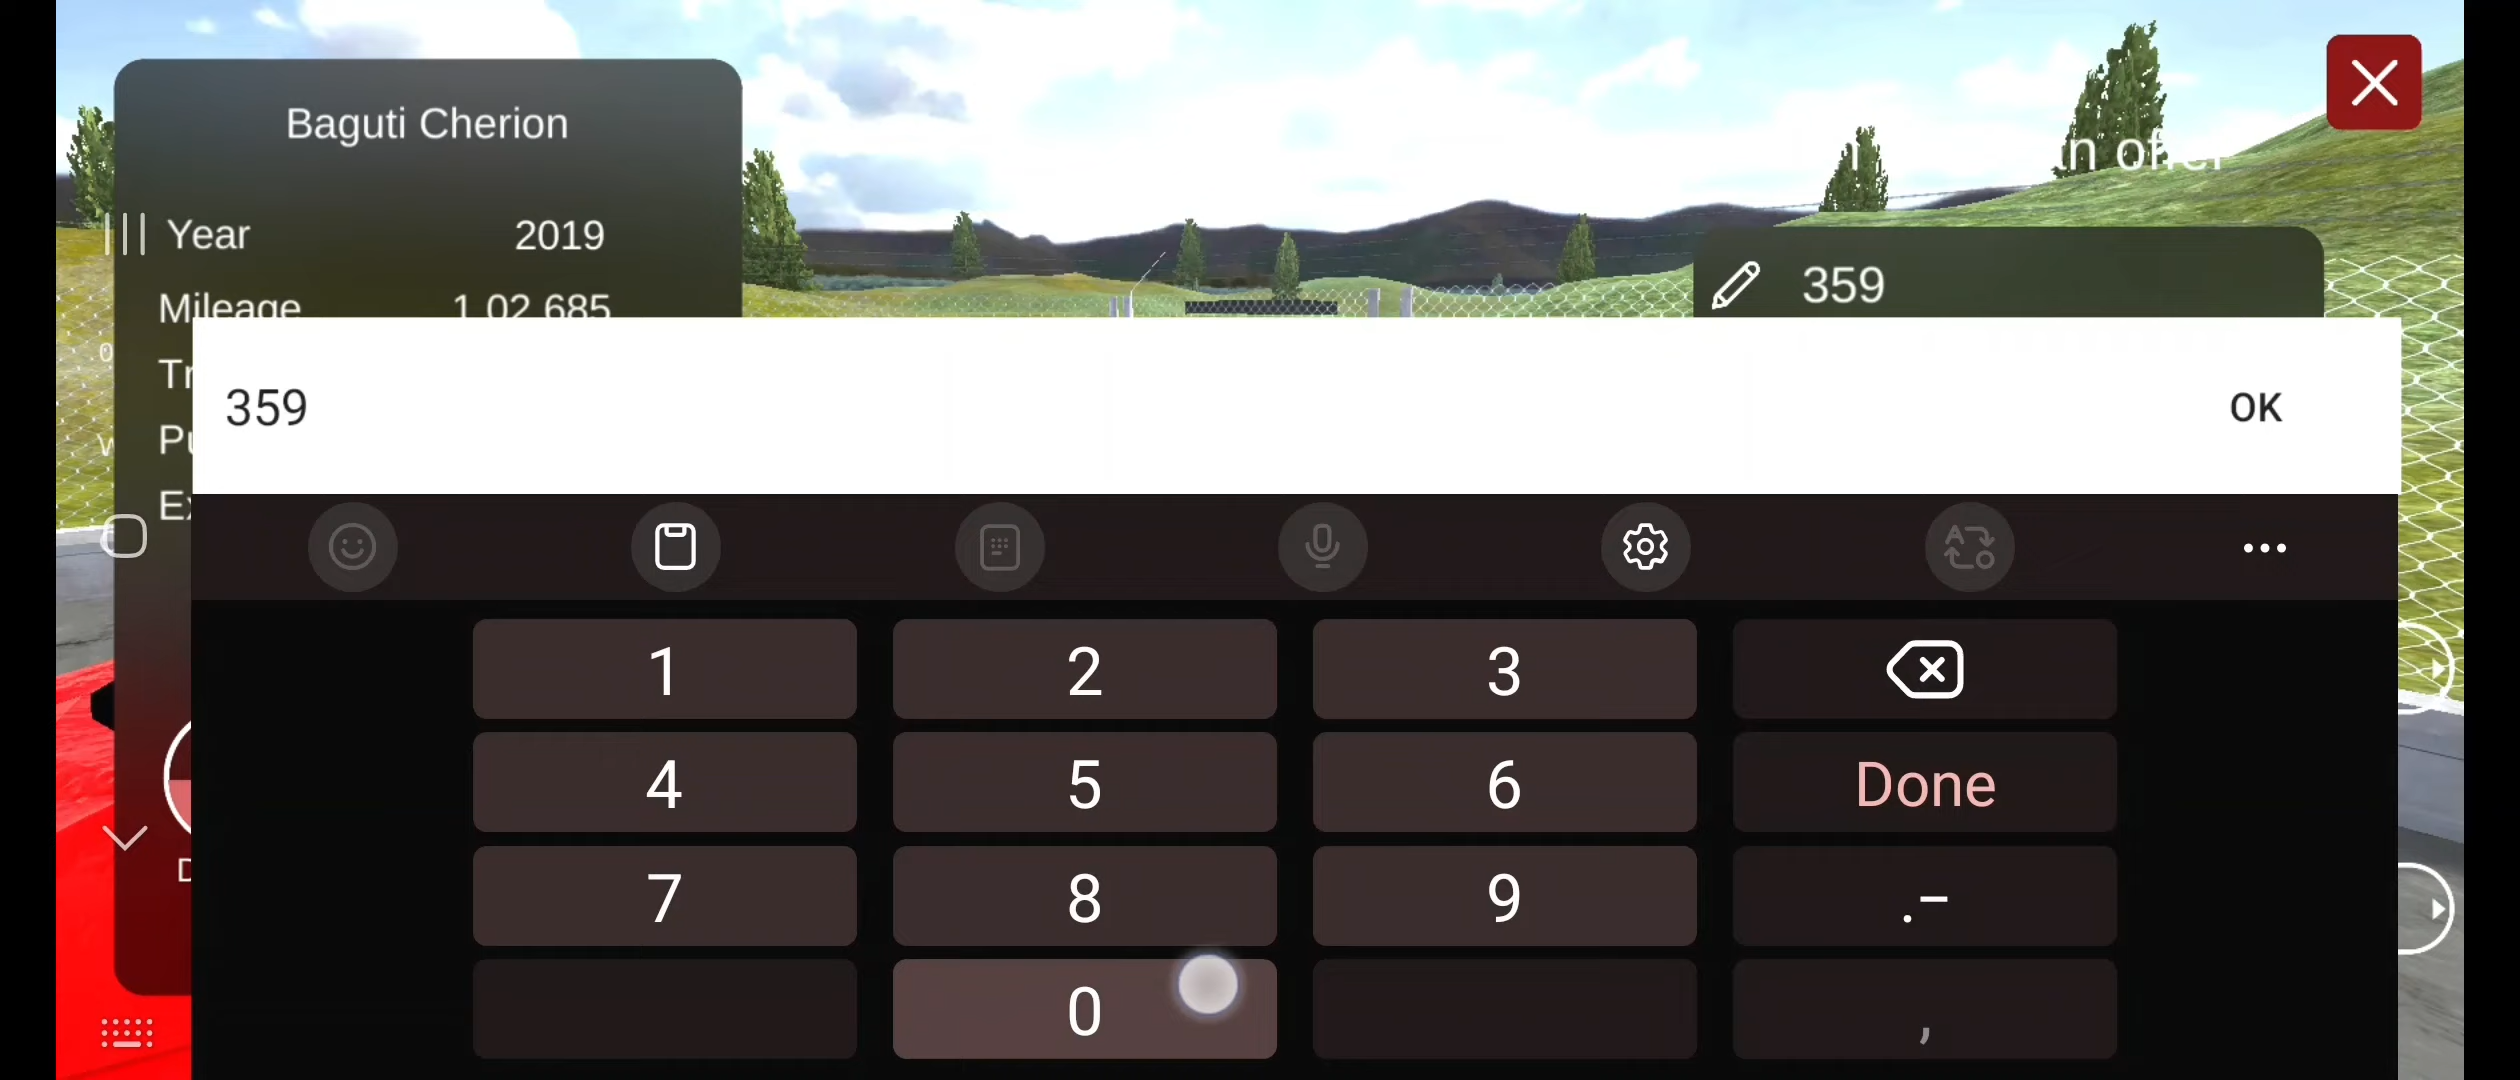 Baguti Cherion
n offer
Year 2019
359
Mileage 1,02,685
359
OK
1 2 3
4 5 6 Done
7 8 9 .-
0 ,